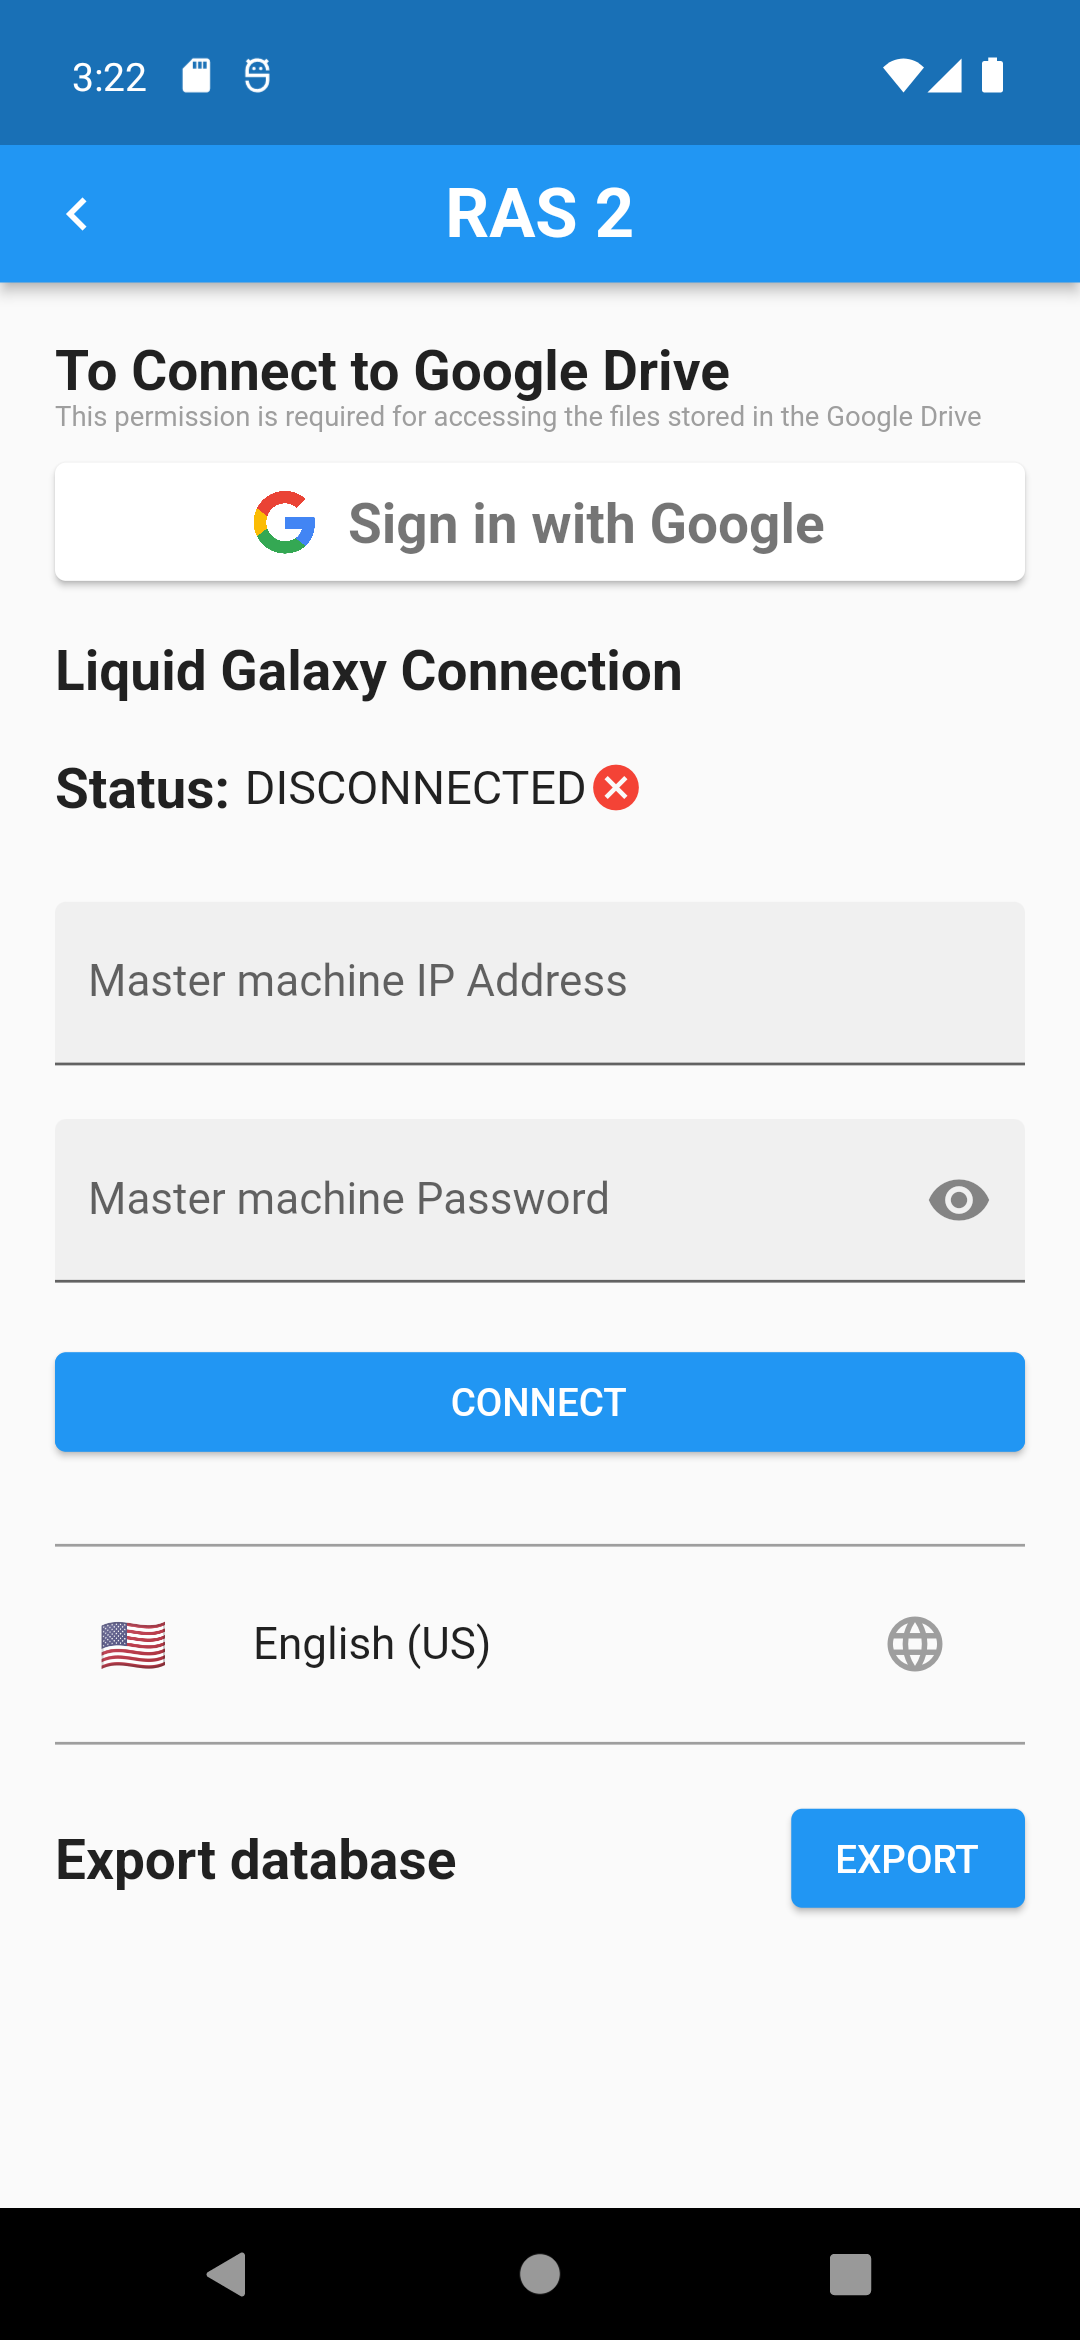 3:22
RAS 2
To Connect to Google Drive
This permission is required for accessing the files stored in the Google Drive
Sign in with Google
Liquid Galaxy Connection
Status: DISCONNECTED
Master machine IP Address
Master machine Password
CONNECT
English (US)
Export database
EXPORT